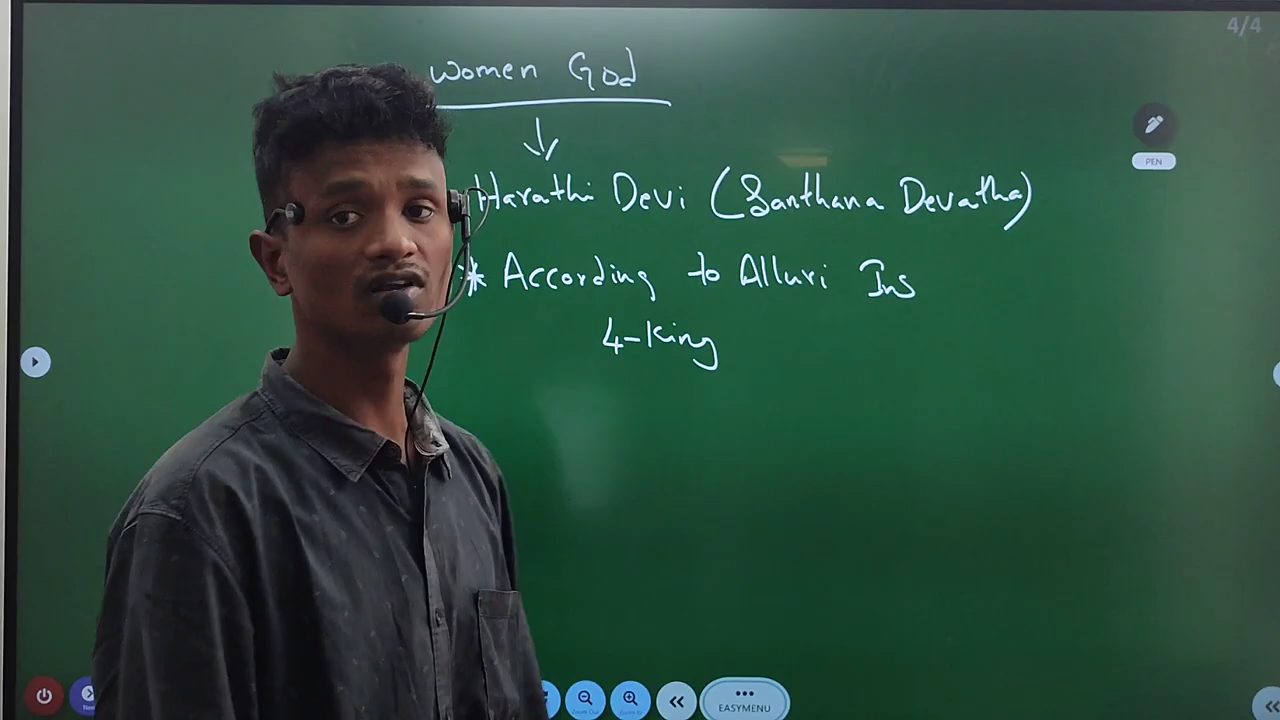 4/4
women God
PEN
Harathi Devi (Santhana Devatha)
* According to Alluri Ins
4-King
EASYMENU